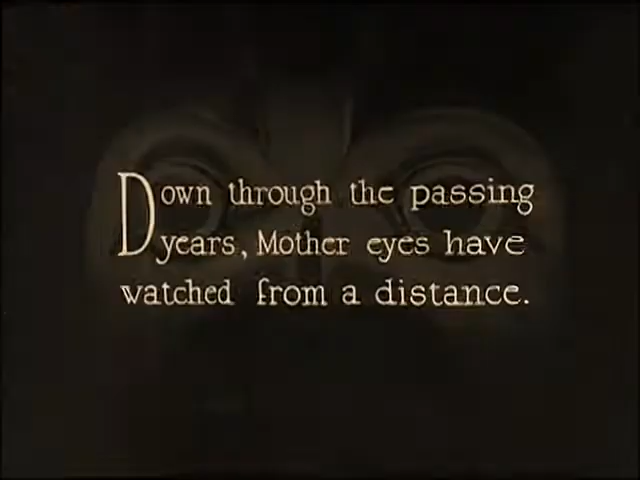 Down through the passing
years, Mother eyes have
watched from a distance.